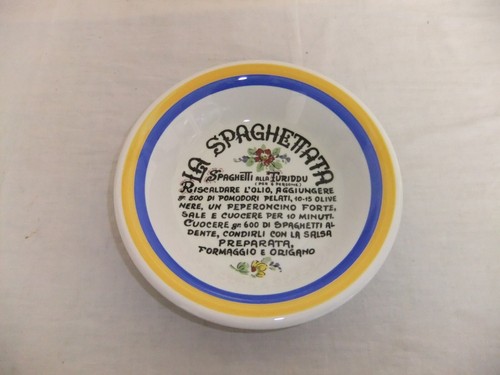 LA SPAGHETTATA
SPAGHETTI ALLA TURIDDU
(PER 6 PERSONE)
RISCALDARE L'OLIO, AGGIUNGERE
gr. 500 DI POMODORI PELATI, 10-15 OLIVE
NERE, UN PEPERONCINO FORTE,
SALE E CUOCERE PER 10 MINUTI.
CUOCERE gr. 600 DI SPAGHETTI AL
DENTE, CONDIRLI CON LA SALSA
PREPARATA,
FORMAGGIO E ORIGANO